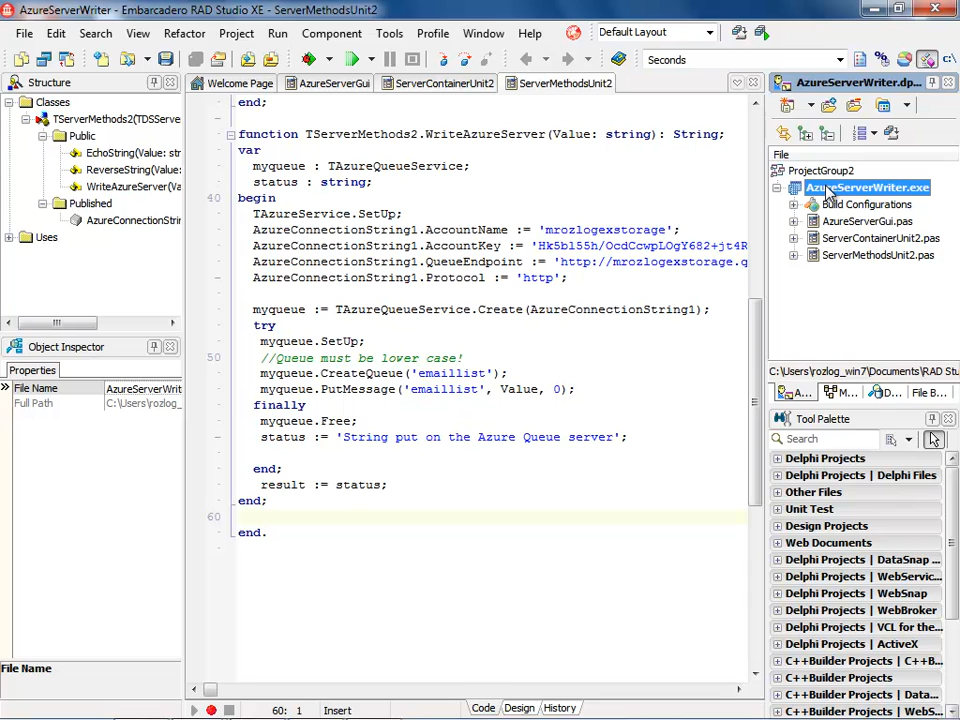 AzureServerWriter - Embarcadero RAD Studio XE - ServerMethodsUnit2
File Edit Search View Refactor Project Run Component Tools Profile Window Help Default Layout
Seconds
Structure
Classes
TServerMethods2(TDSServe
Public
EchoString(Value: str
ReverseString(Value:
WriteAzureServer(V
Published
AzureConnectionStr
Uses
Object Inspector
Properties
File Name AzureServerWrit
Full Path C:\Users\rozlog_
File Name
Welcome Page AzureServerGui ServerContainerUnit2 ServerMethodsUnit2
end;
function TServerMethods2.WriteAzureServer(Value: string): String;
var
myqueue : TAzureQueueService;
status : string;
40 begin
TAzureService.SetUp;
AzureConnectionString1.AccountName := 'mrozlogexstorage';
AzureConnectionString1.AccountKey := 'Hk5bl55h/OcdCcwpLOgY682+jt4R
AzureConnectionString1.QueueEndpoint := 'http://mrozlogexstorage.q
AzureConnectionString1.Protocol := 'http';
myqueue := TAzureQueueService.Create(AzureConnectionString1);
try
50 myqueue.SetUp;
//Queue must be lower case!
myqueue.CreateQueue('emaillist');
myqueue.PutMessage('emaillist', Value, 0);
finally
myqueue.Free;
status := 'String put on the Azure Queue server';
end;
result := status;
end;
60
end.
60: 1 Insert Code Design History
AzureServerWriter.dp...
File
ProjectGroup2
AzureServerWriter.exe
Build Configurations
AzureServerGui.pas
ServerContainerUnit2.pas
ServerMethodsUnit2.pas
C:\Users\rozlog_win7\Documents\RAD Stu
A... M... D... File B...
Tool Palette
Search
Delphi Projects
Delphi Projects | Delphi Files
Other Files
Unit Test
Design Projects
Web Documents
Delphi Projects | DataSnap ...
Delphi Projects | WebServic...
Delphi Projects | WebSnap
Delphi Projects | WebBroker
Delphi Projects | VCL for the...
Delphi Projects | ActiveX
C++Builder Projects | C++B...
C++Builder Projects
C++Builder Projects | Data...
C++Builder Projects | WebS...